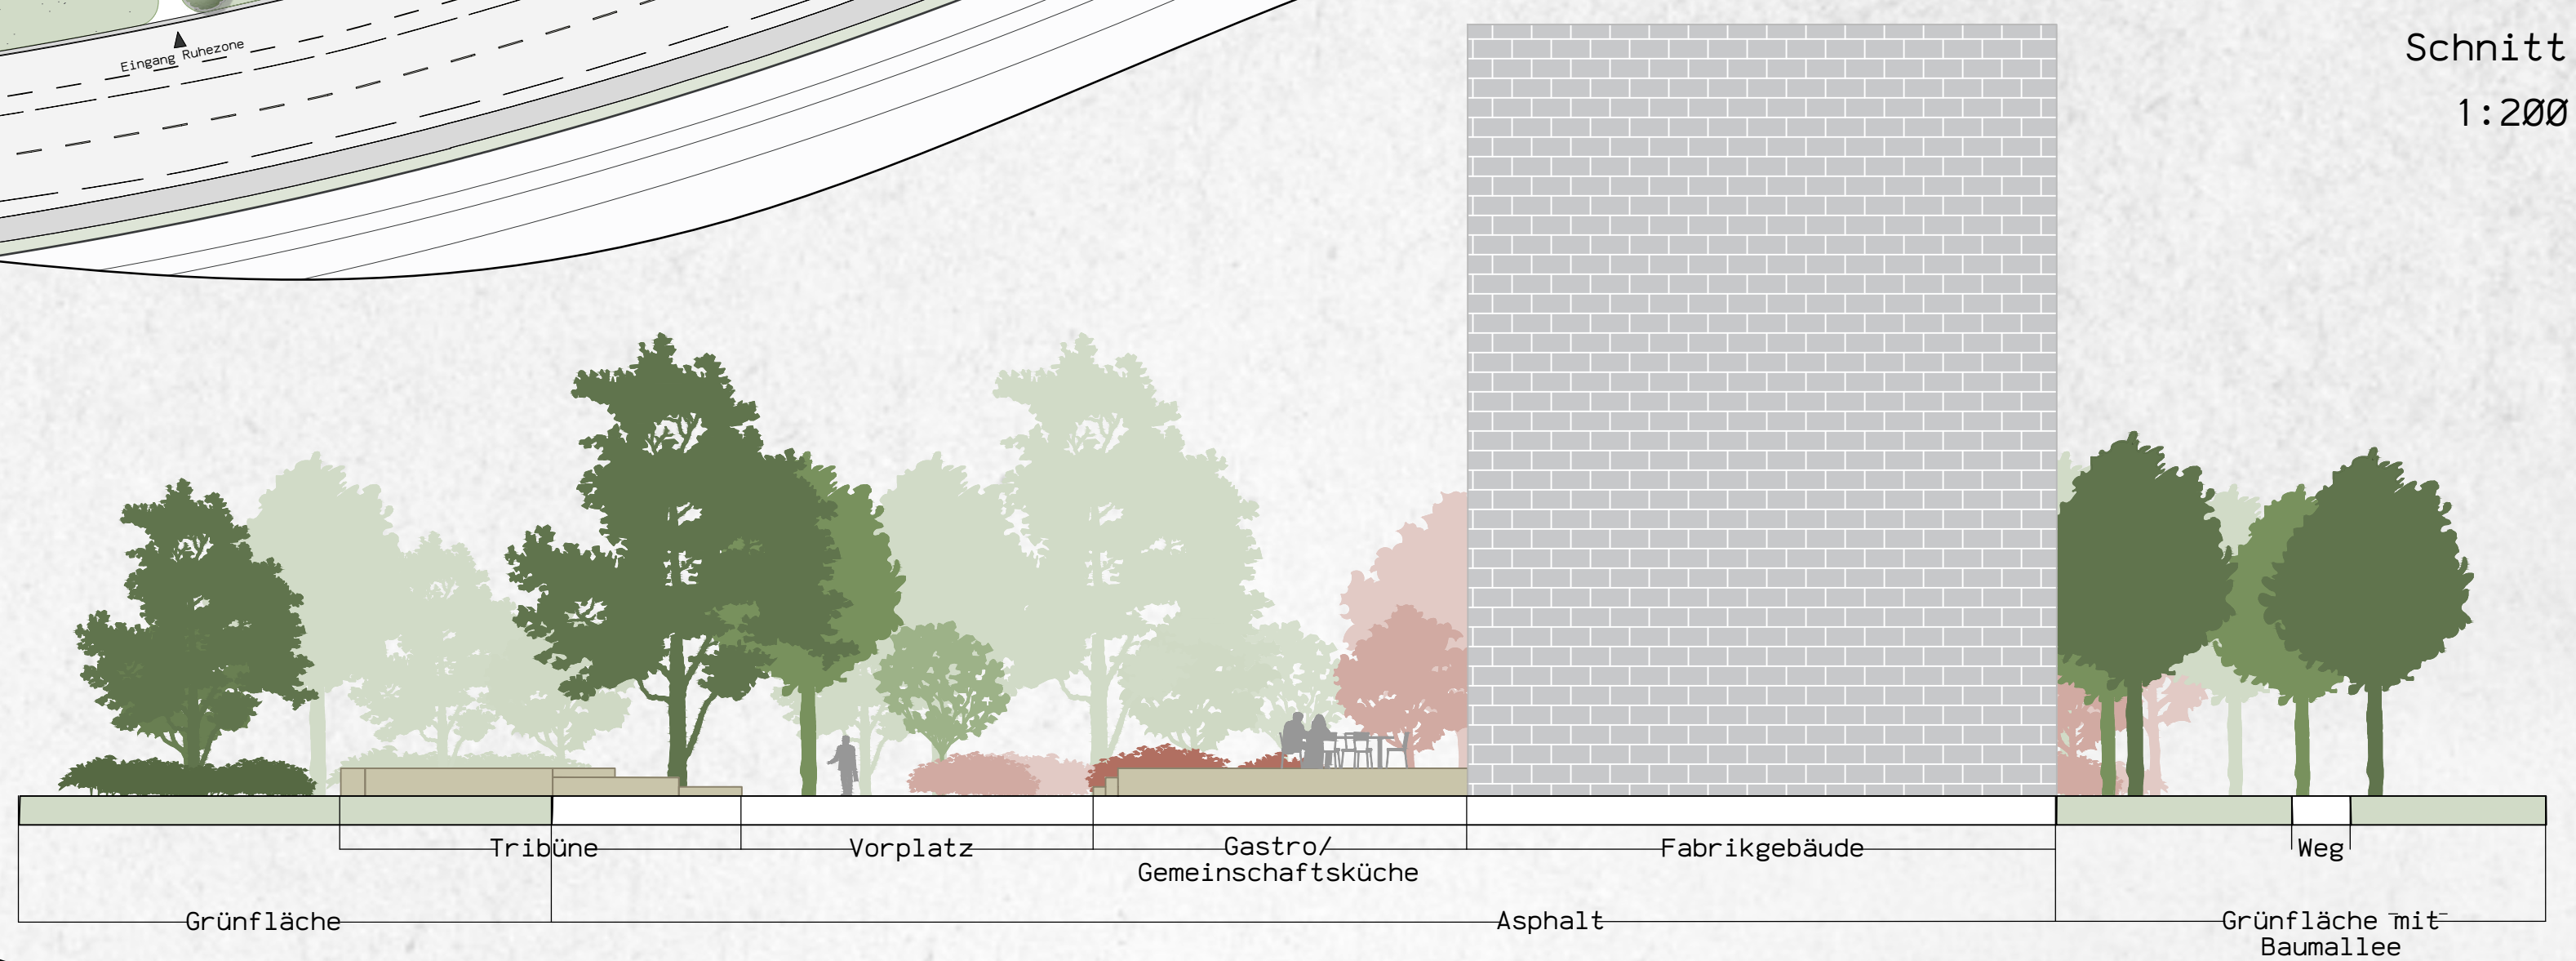 Eingang Ruhezone
Schnitt
1:200
Tribüne
Vorplatz
Gastro/
Gemeinschaftsküche
Fabrikgebäude
Weg
Grünfläche
Asphalt
Grünfläche mit
Baumallee